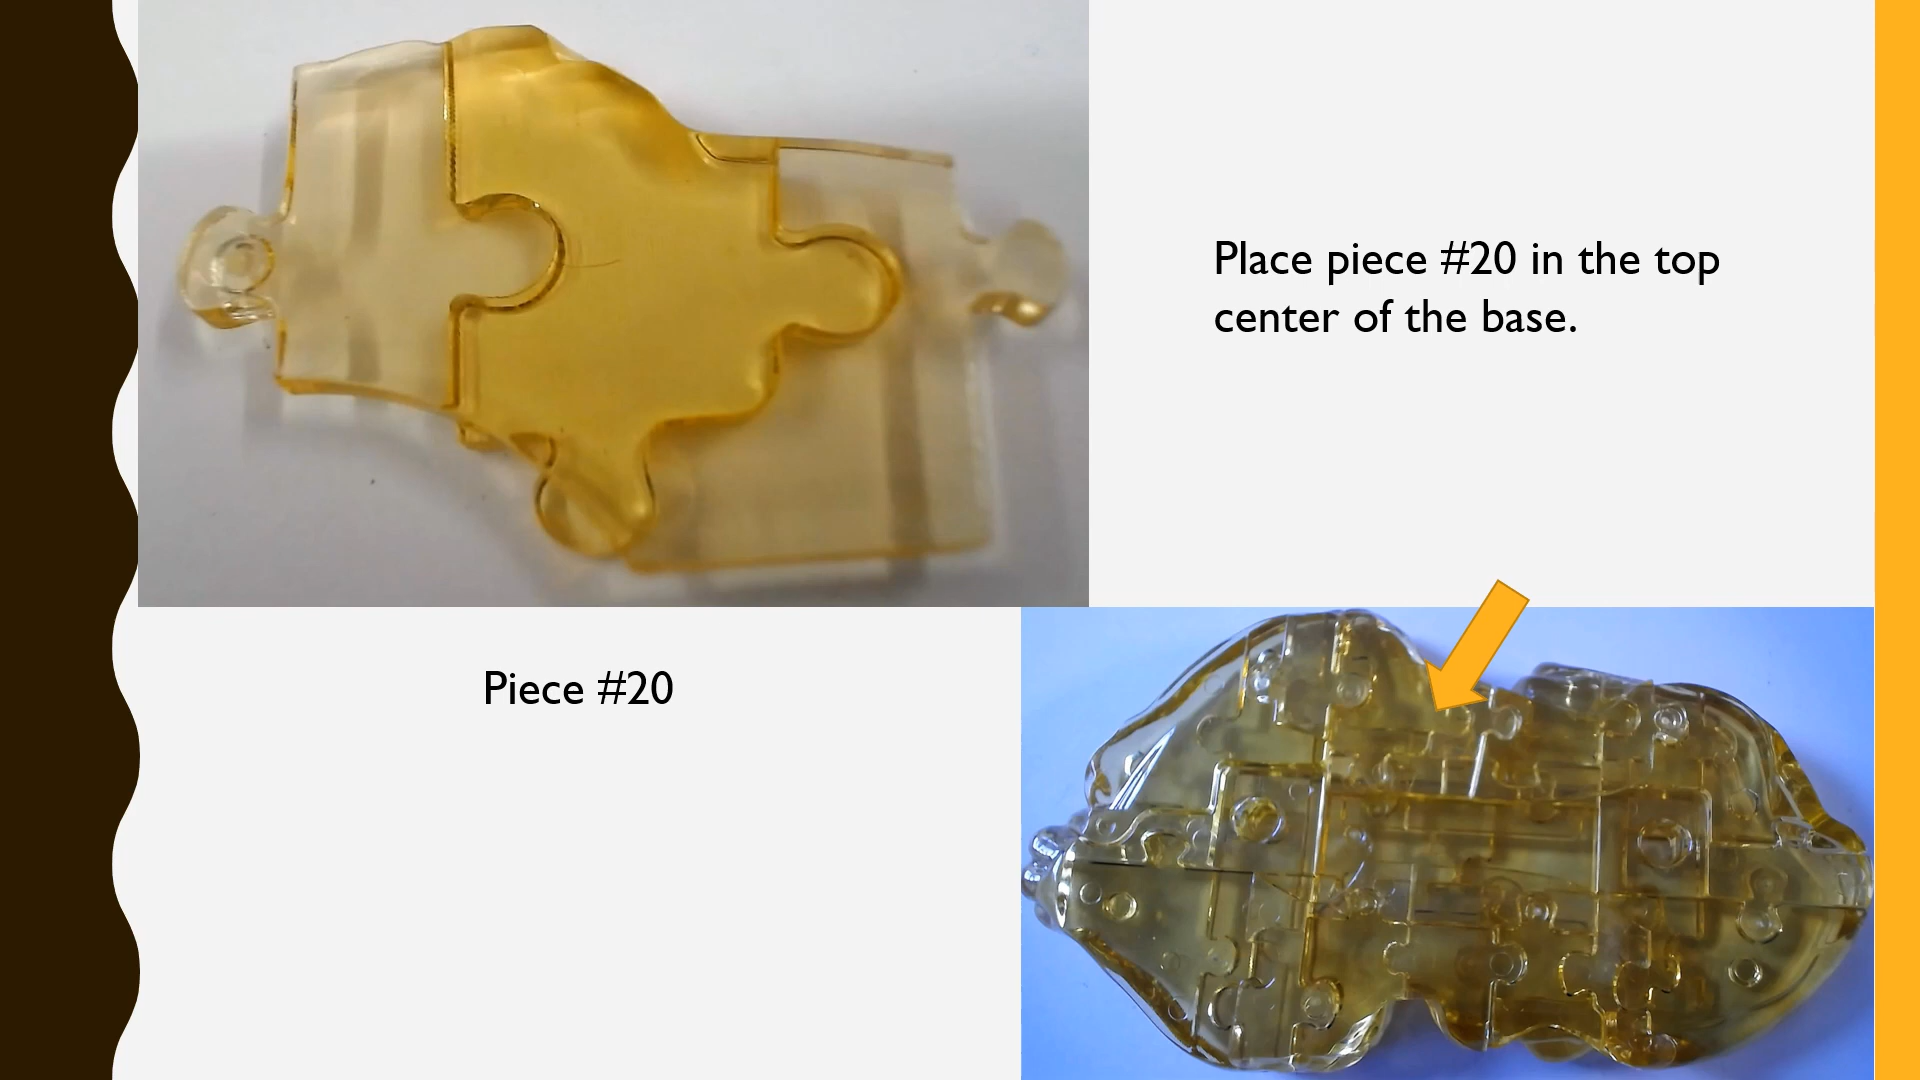 Place piece #20 in the top
center of the base.
Piece #20